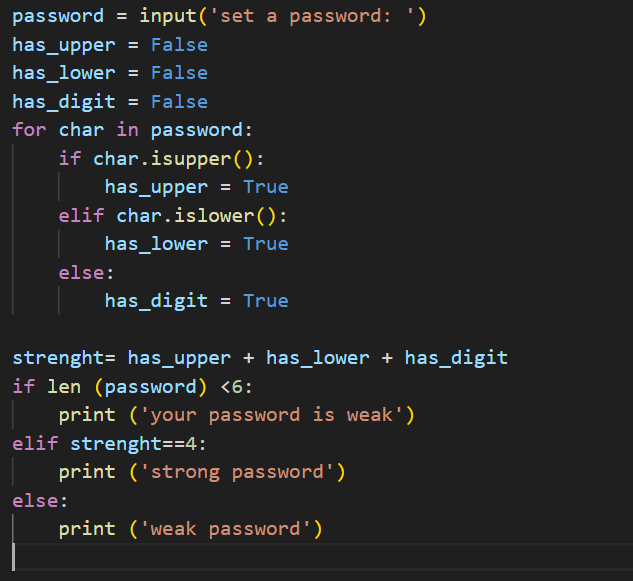 password = input('set a password: ')
has_upper = False
has_lower = False
has_digit = False
for char in password:
    if char.isupper():
        has_upper = True
    elif char.islower():
        has_lower = True
    else:
        has_digit = True

strenght= has_upper + has_lower + has_digit
if len (password) <6:
    print ('your password is weak')
elif strenght==4:
    print ('strong password')
else:
    print ('weak password')